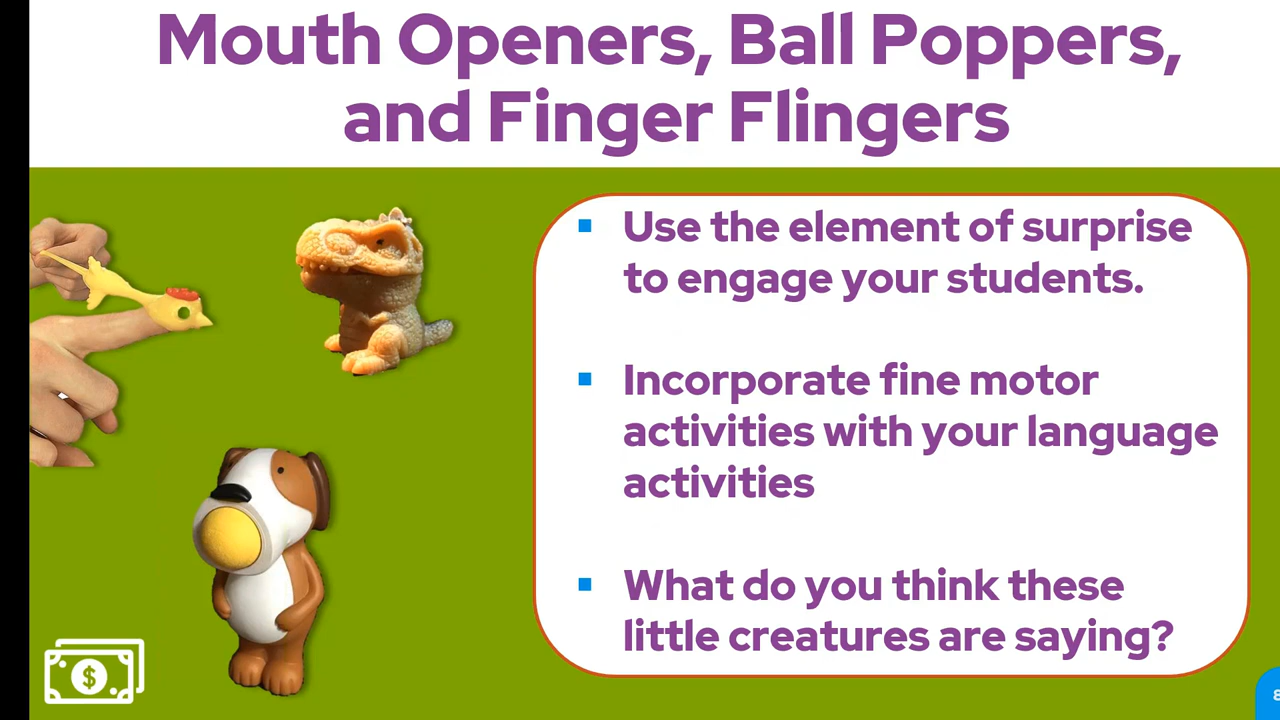 Mouth Openers, Ball Poppers,
and Finger Flingers
▪ Use the element of surprise
to engage your students.
▪ Incorporate fine motor
activities with your language
activities
▪ What do you think these
little creatures are saying?
$